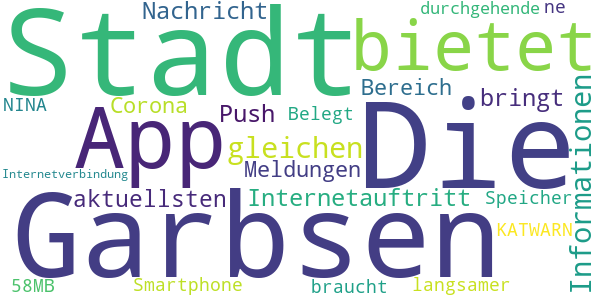 Stadt
Nachricht
durchgehende
ne
bietet
Bereich
bringt
NINA
Corona
Push
Belegt
App
Die
gleichen
Meldungen
Informationen
Internetverbindung
aktuellsten
Internetauftritt
Speicher
Garbsen
KATWARN
58MB
Smartphone
braucht
langsamer